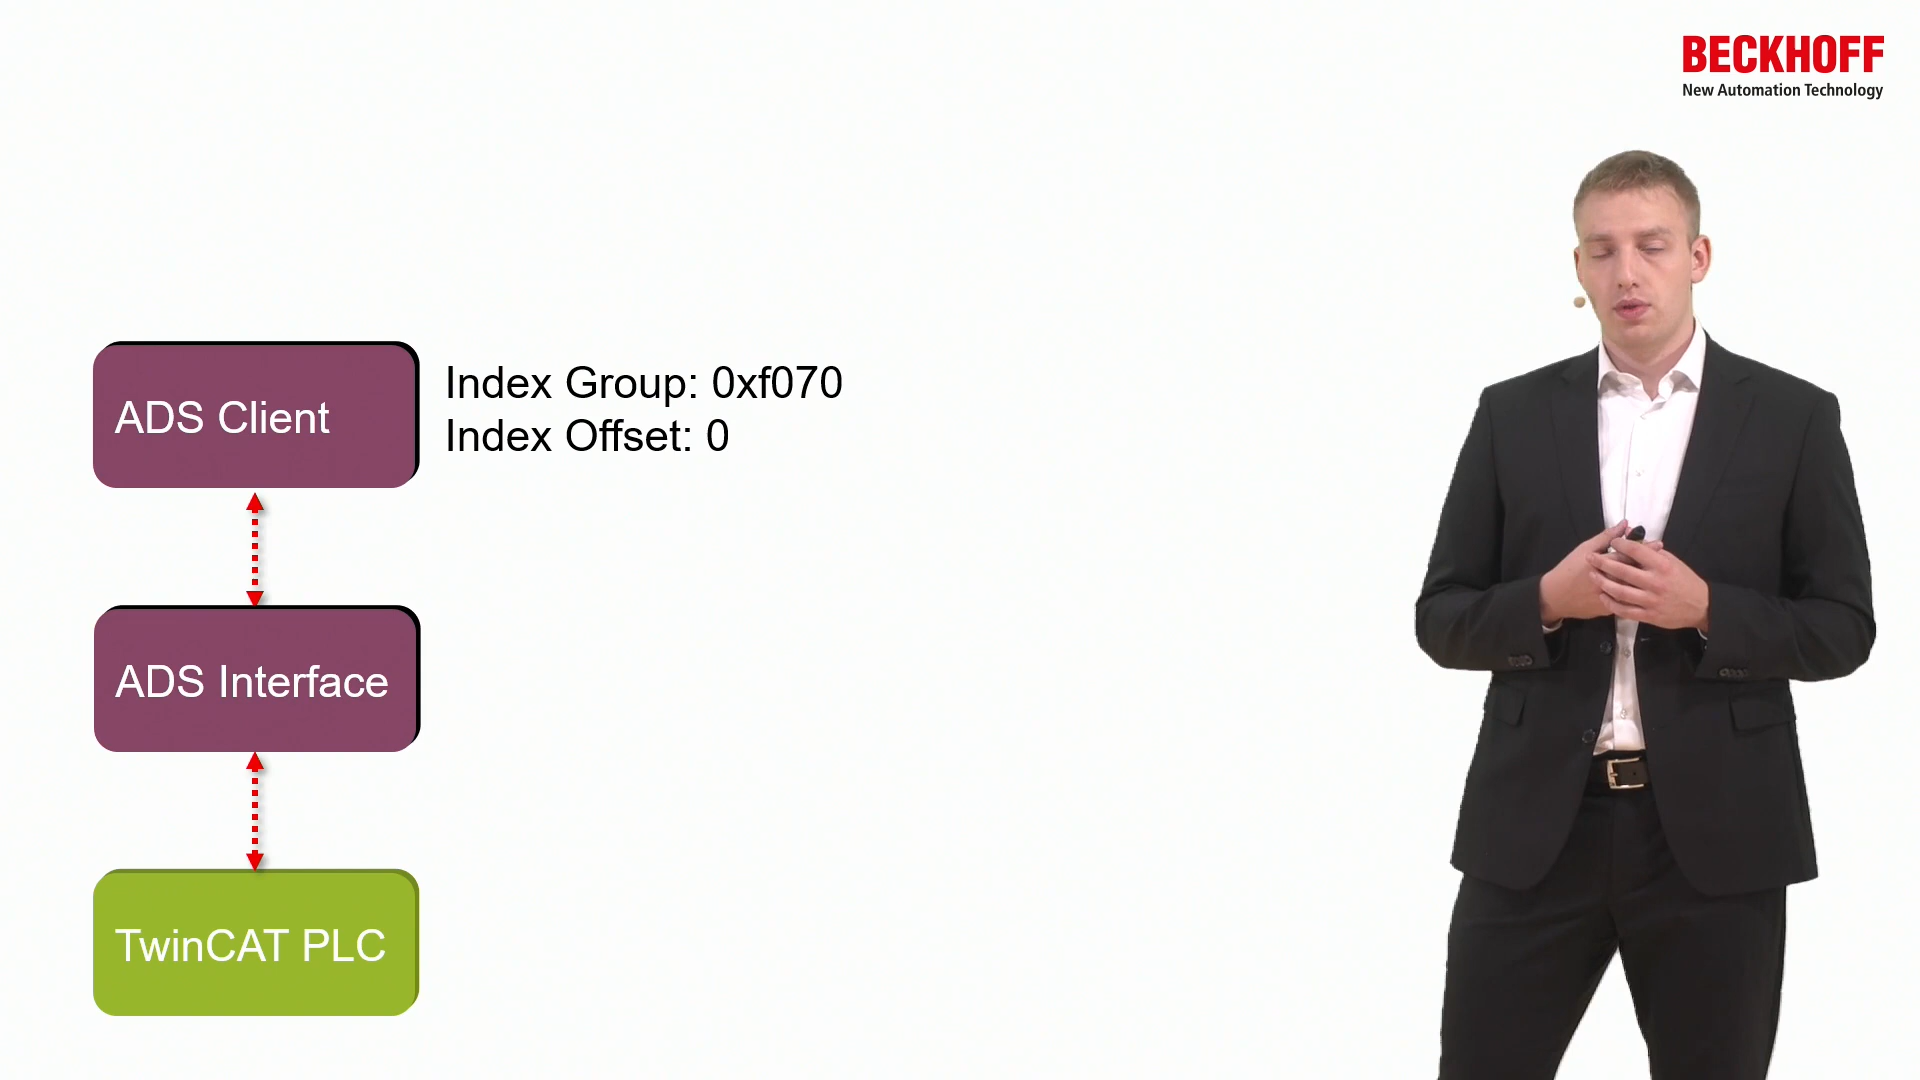 BECKHOFF
New Automation Technology
ADS Client
Index Group: 0xf070
Index Offset: 0
ADS Interface
TwinCAT PLC